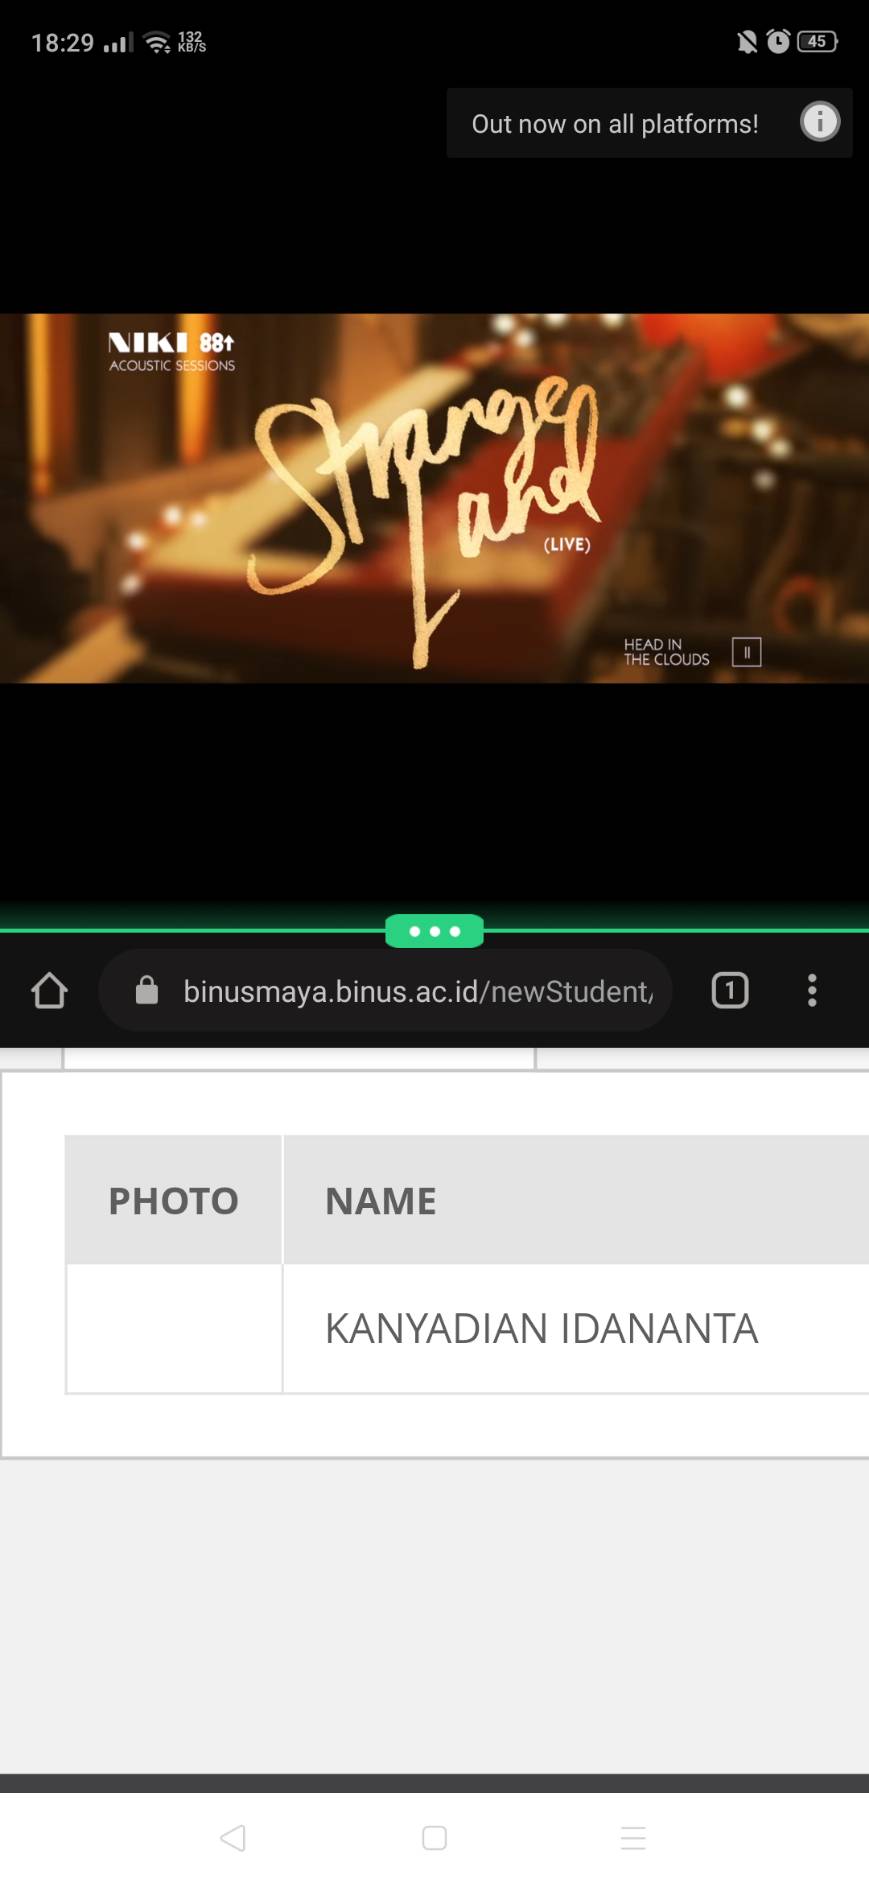 18:29
132
KB/S
45
Out now on all platforms!
NIKI 88↑
ACOUSTIC SESSIONS
Strange
Land
(LIVE)
HEAD IN
THE CLOUDS II
binusmaya.binus.ac.id/newStudent/
1
PHOTO NAME
KANYADIAN IDANANTA